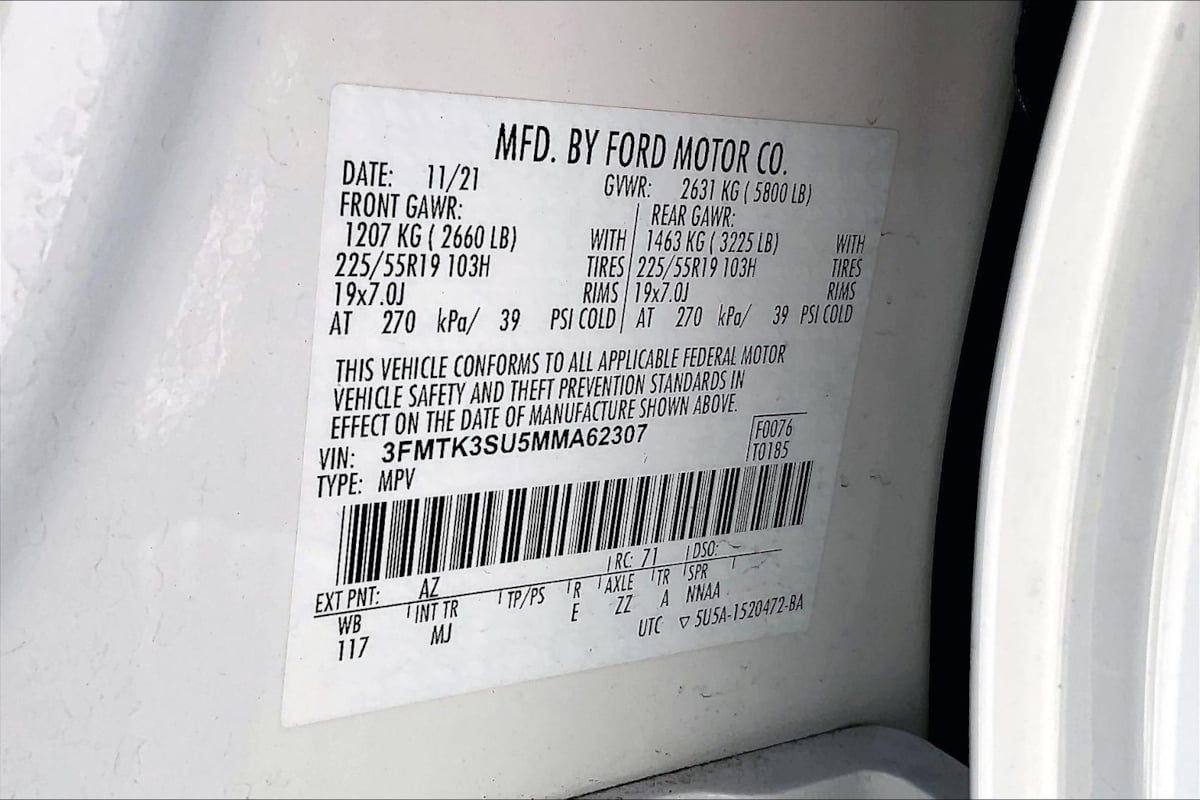 MFD. BY FORD MOTOR CO.
DATE: 11/21 GVWR: 2631 KG ( 5800 LB)
FRONT GAWR: REAR GAWR:
1207 KG ( 2660 LB) WITH 1463 KG ( 3225 LB) WITH
225/55R19 103H TIRES 225/55R19 103H TIRES
19x7.0J RIMS 19x7.0J RIMS
AT 270 kPa/ 39 PSI COLD AT 270 kPa/ 39 PSI COLD
THIS VEHICLE CONFORMS TO ALL APPLICABLE FEDERAL MOTOR
VEHICLE SAFETY AND THEFT PREVENTION STANDARDS IN
EFFECT ON THE DATE OF MANUFACTURE SHOWN ABOVE.
VIN: 3FMTK3SU5MMA62307 F0076
TYPE: MPV T0185
EXT PNT: AZ RC: 71 DSO:
WB INT TR TP/PS R AXLE TR SPR
117 MJ E ZZ A NNAA
UTC ▽ 5U5A-1520472-BA